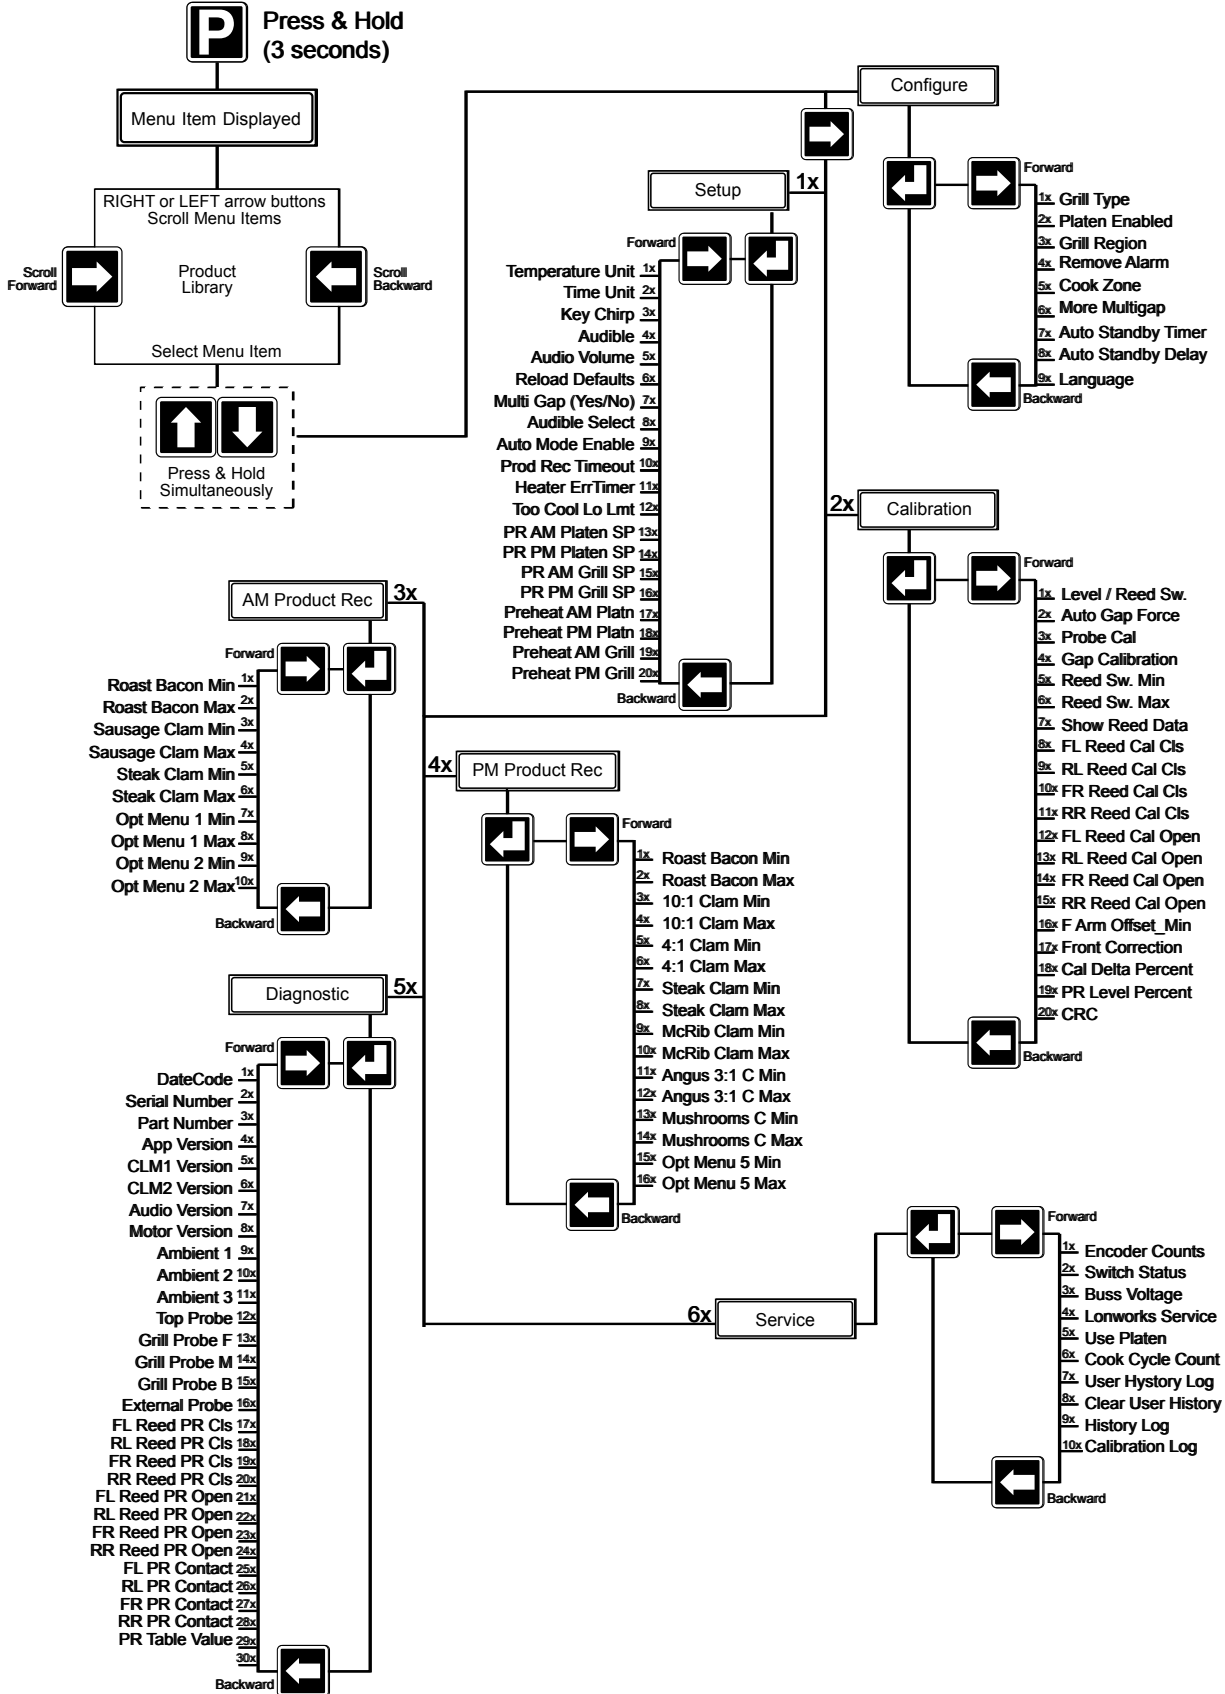 P
Press & Hold
(3 seconds)
Menu Item Displayed
RIGHT or LEFT arrow buttons
Scroll Menu Items
Scroll
Forward
Product
Library
Scroll
Backward
Select Menu Item
Press & Hold
Simultaneously
Configure
Forward
1x Grill Type
2x Platen Enabled
3x Grill Region
4x Remove Alarm
5x Cook Zone
6x More Multigap
7x Auto Standby Timer
8x Auto Standby Delay
9x Language
Backward
Setup
1x
Forward
Temperature Unit 1x
Time Unit 2x
Key Chirp 3x
Audible 4x
Audio Volume 5x
Reload Defaults 6x
Multi Gap (Yes/No) 7x
Audible Select 8x
Auto Mode Enable 9x
Prod Rec Timeout 10x
Heater ErrTimer 11x
Too Cool Lo Lmt 12x
PR AM Platen SP 13x
PR PM Platen SP 14x
PR AM Grill SP 15x
PR PM Grill SP 16x
Preheat AM Platn 17x
Preheat PM Platn 18x
Preheat AM Grill 19x
Preheat PM Grill 20x
Backward
2x
Calibration
Forward
1x Level / Reed Sw.
2x Auto Gap Force
3x Probe Cal
4x Gap Calibration
5x Reed Sw. Min
6x Reed Sw. Max
7x Show Reed Data
8x FL Reed Cal Cls
9x RL Reed Cal Cls
10x FR Reed Cal Cls
11x RR Reed Cal Cls
12x FL Reed Cal Open
13x RL Reed Cal Open
14x FR Reed Cal Open
15x RR Reed Cal Open
16x F Arm Offset_Min
17x Front Correction
18x Cal Delta Percent
19x PR Level Percent
20x CRC
Backward
AM Product Rec
3x
Forward
Roast Bacon Min 1x
Roast Bacon Max 2x
Sausage Clam Min 3x
Sausage Clam Max 4x
Steak Clam Min 5x
Steak Clam Max 6x
Opt Menu 1 Min 7x
Opt Menu 1 Max 8x
Opt Menu 2 Min 9x
Opt Menu 2 Max 10x
Backward
4x
PM Product Rec
Forward
1x Roast Bacon Min
2x Roast Bacon Max
3x 10:1 Clam Min
4x 10:1 Clam Max
5x 4:1 Clam Min
6x 4:1 Clam Max
7x Steak Clam Min
8x Steak Clam Max
9x McRib Clam Min
10x McRib Clam Max
11x Angus 3:1 C Min
12x Angus 3:1 C Max
13x Mushrooms C Min
14x Mushrooms C Max
15x Opt Menu 5 Min
16x Opt Menu 5 Max
Backward
Diagnostic
5x
Forward
DateCode 1x
Serial Number 2x
Part Number 3x
App Version 4x
CLM1 Version 5x
CLM2 Version 6x
Audio Version 7x
Motor Version 8x
Ambient 1 9x
Ambient 2 10x
Ambient 3 11x
Top Probe 12x
Grill Probe F 13x
Grill Probe M 14x
Grill Probe B 15x
External Probe 16x
FL Reed PR Cls 17x
RL Reed PR Cls 18x
FR Reed PR Cls 19x
RR Reed PR Cls 20x
FL Reed PR Open 21x
RL Reed PR Open 22x
FR Reed PR Open 23x
RR Reed PR Open 24x
FL PR Contact 25x
RL PR Contact 26x
FR PR Contact 27x
RR PR Contact 28x
PR Table Value 29x
30x
Backward
6x
Service
Forward
1x Encoder Counts
2x Switch Status
3x Buss Voltage
4x Lonworks Service
5x Use Platen
6x Cook Cycle Count
7x User Hystory Log
8x Clear User History
9x History Log
10x Calibration Log
Backward